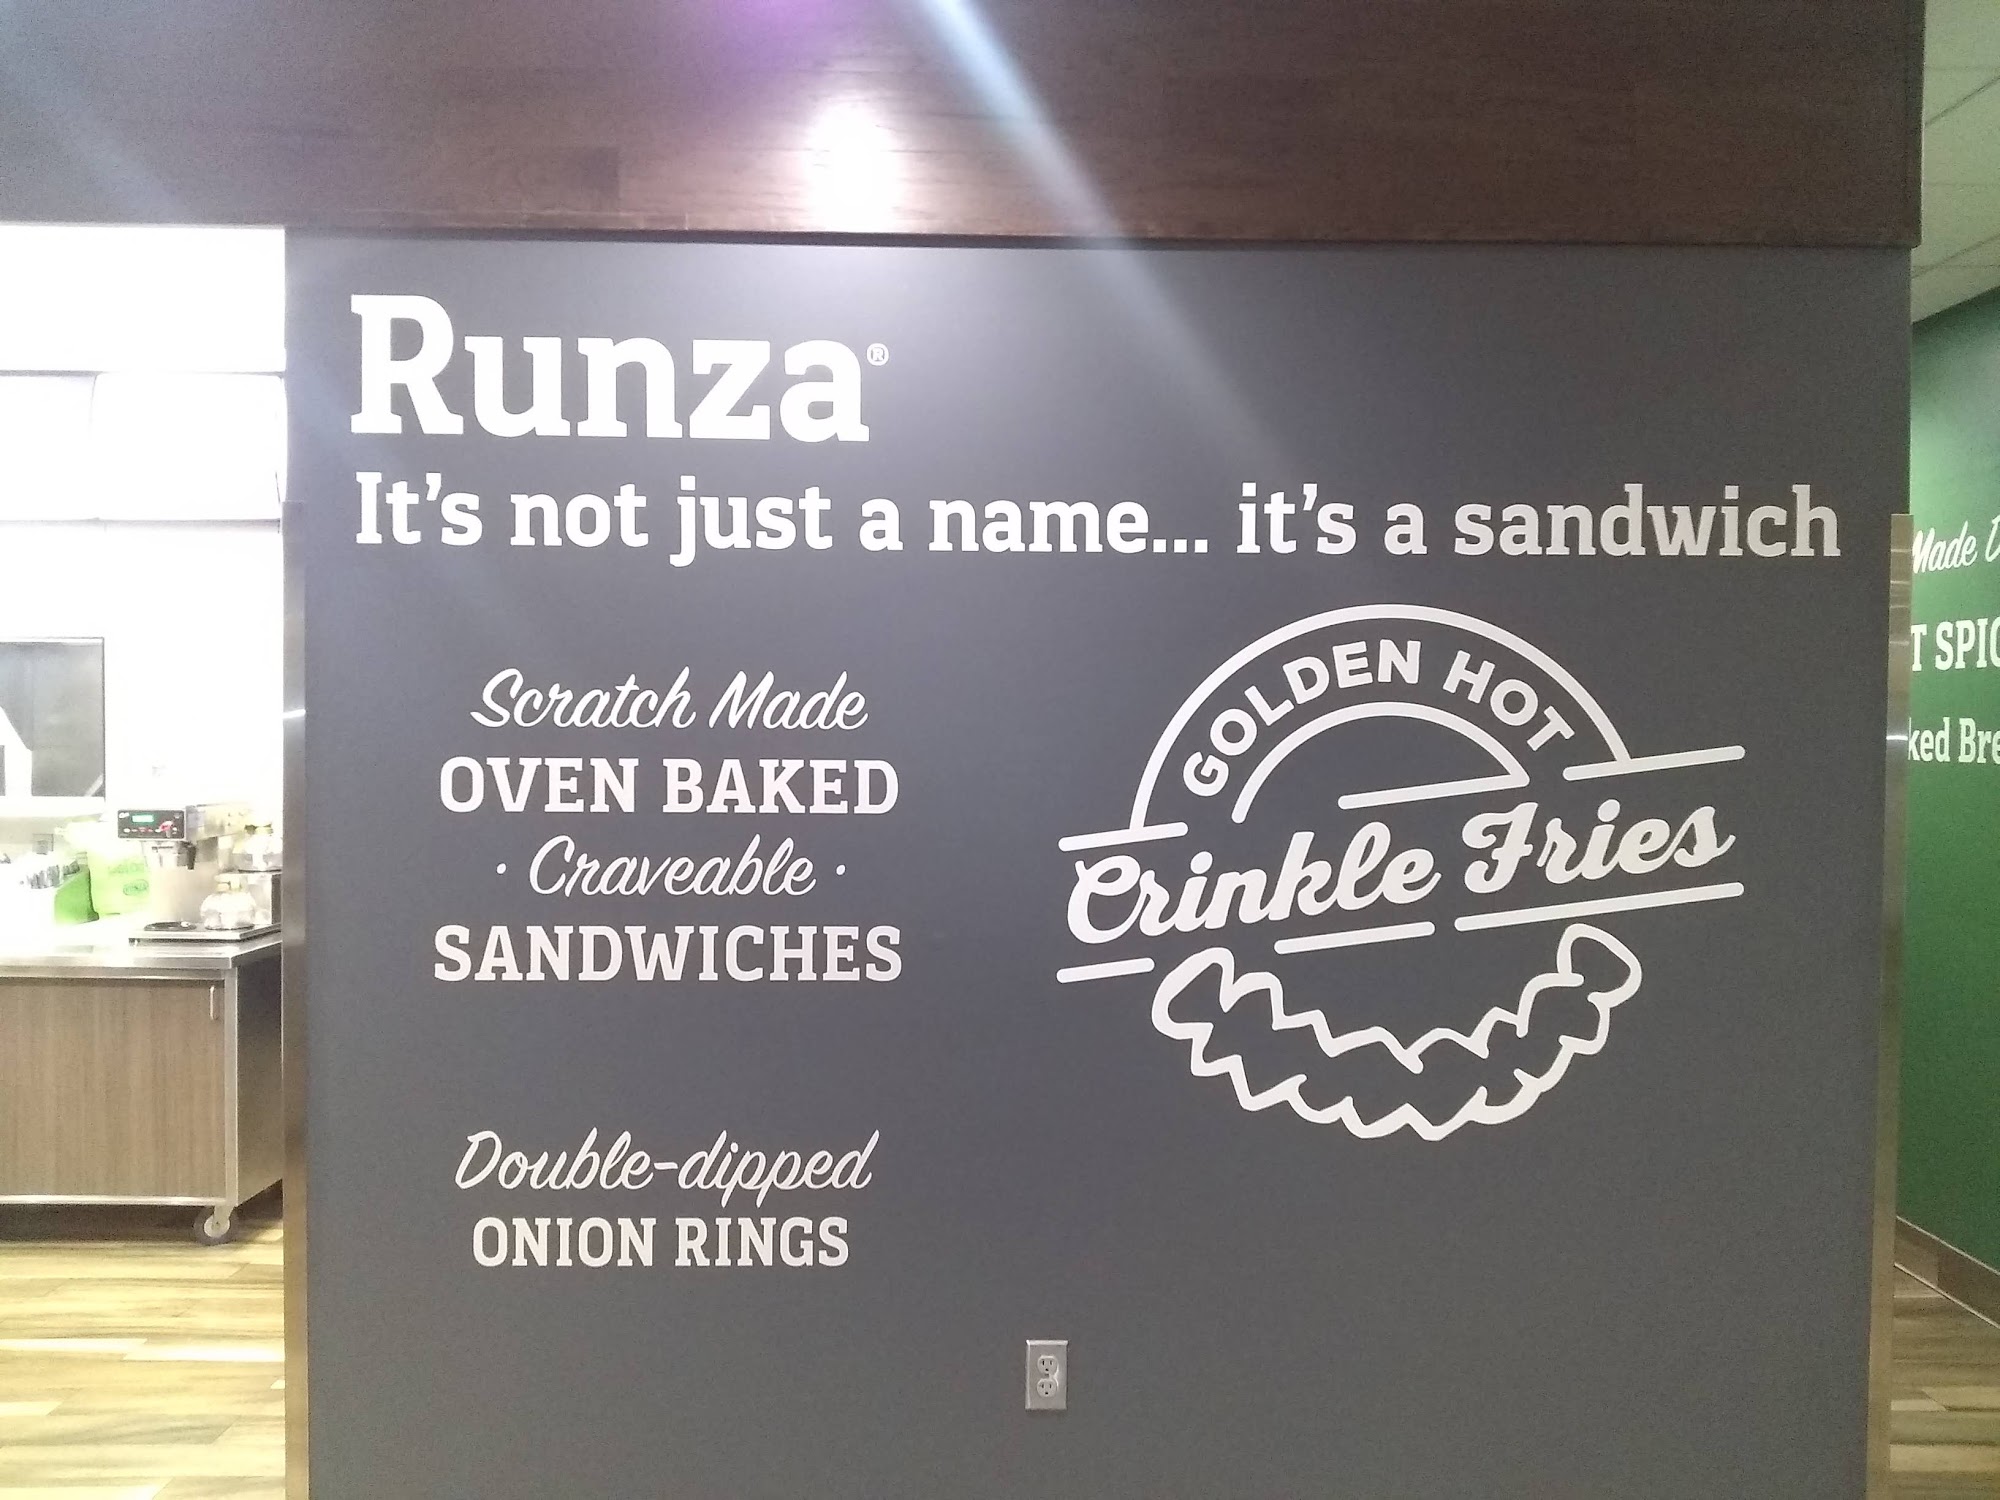 Runza®
It's not just a name... it's a sandwich
Scratch Made
OVEN BAKED
· Craveable ·
SANDWICHES
Double-dipped
ONION RINGS
GOLDEN HOT
Crinkle Fries
Made